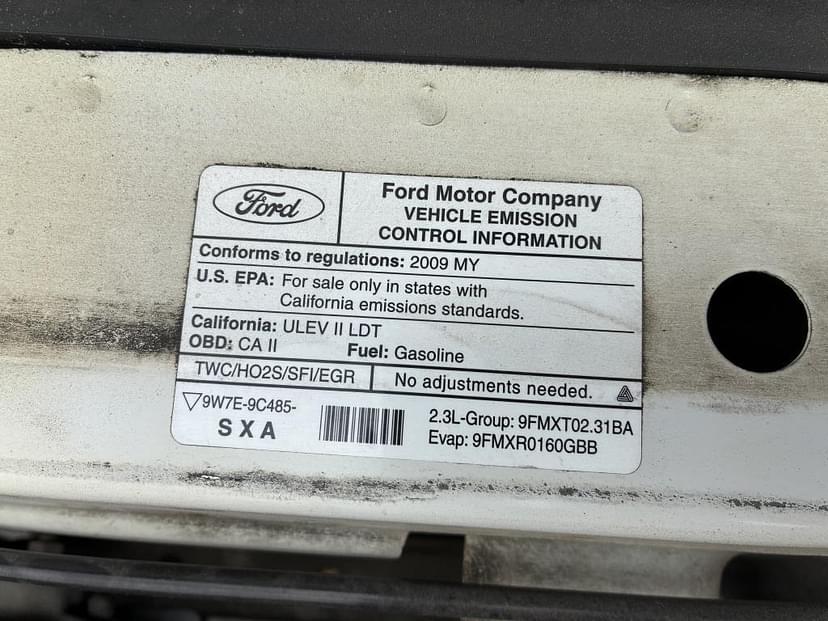 Ford
Ford Motor Company
VEHICLE EMISSION
CONTROL INFORMATION
Conforms to regulations: 2009 MY
U.S. EPA: For sale only in states with
California emissions standards.
California: ULEV II LDT
OBD: CA II Fuel: Gasoline
TWC/HO2S/SFI/EGR
No adjustments needed.
9W7E-9C485-
SXA
2.3L-Group: 9FMXT02.31BA
Evap: 9FMXR0160GBB